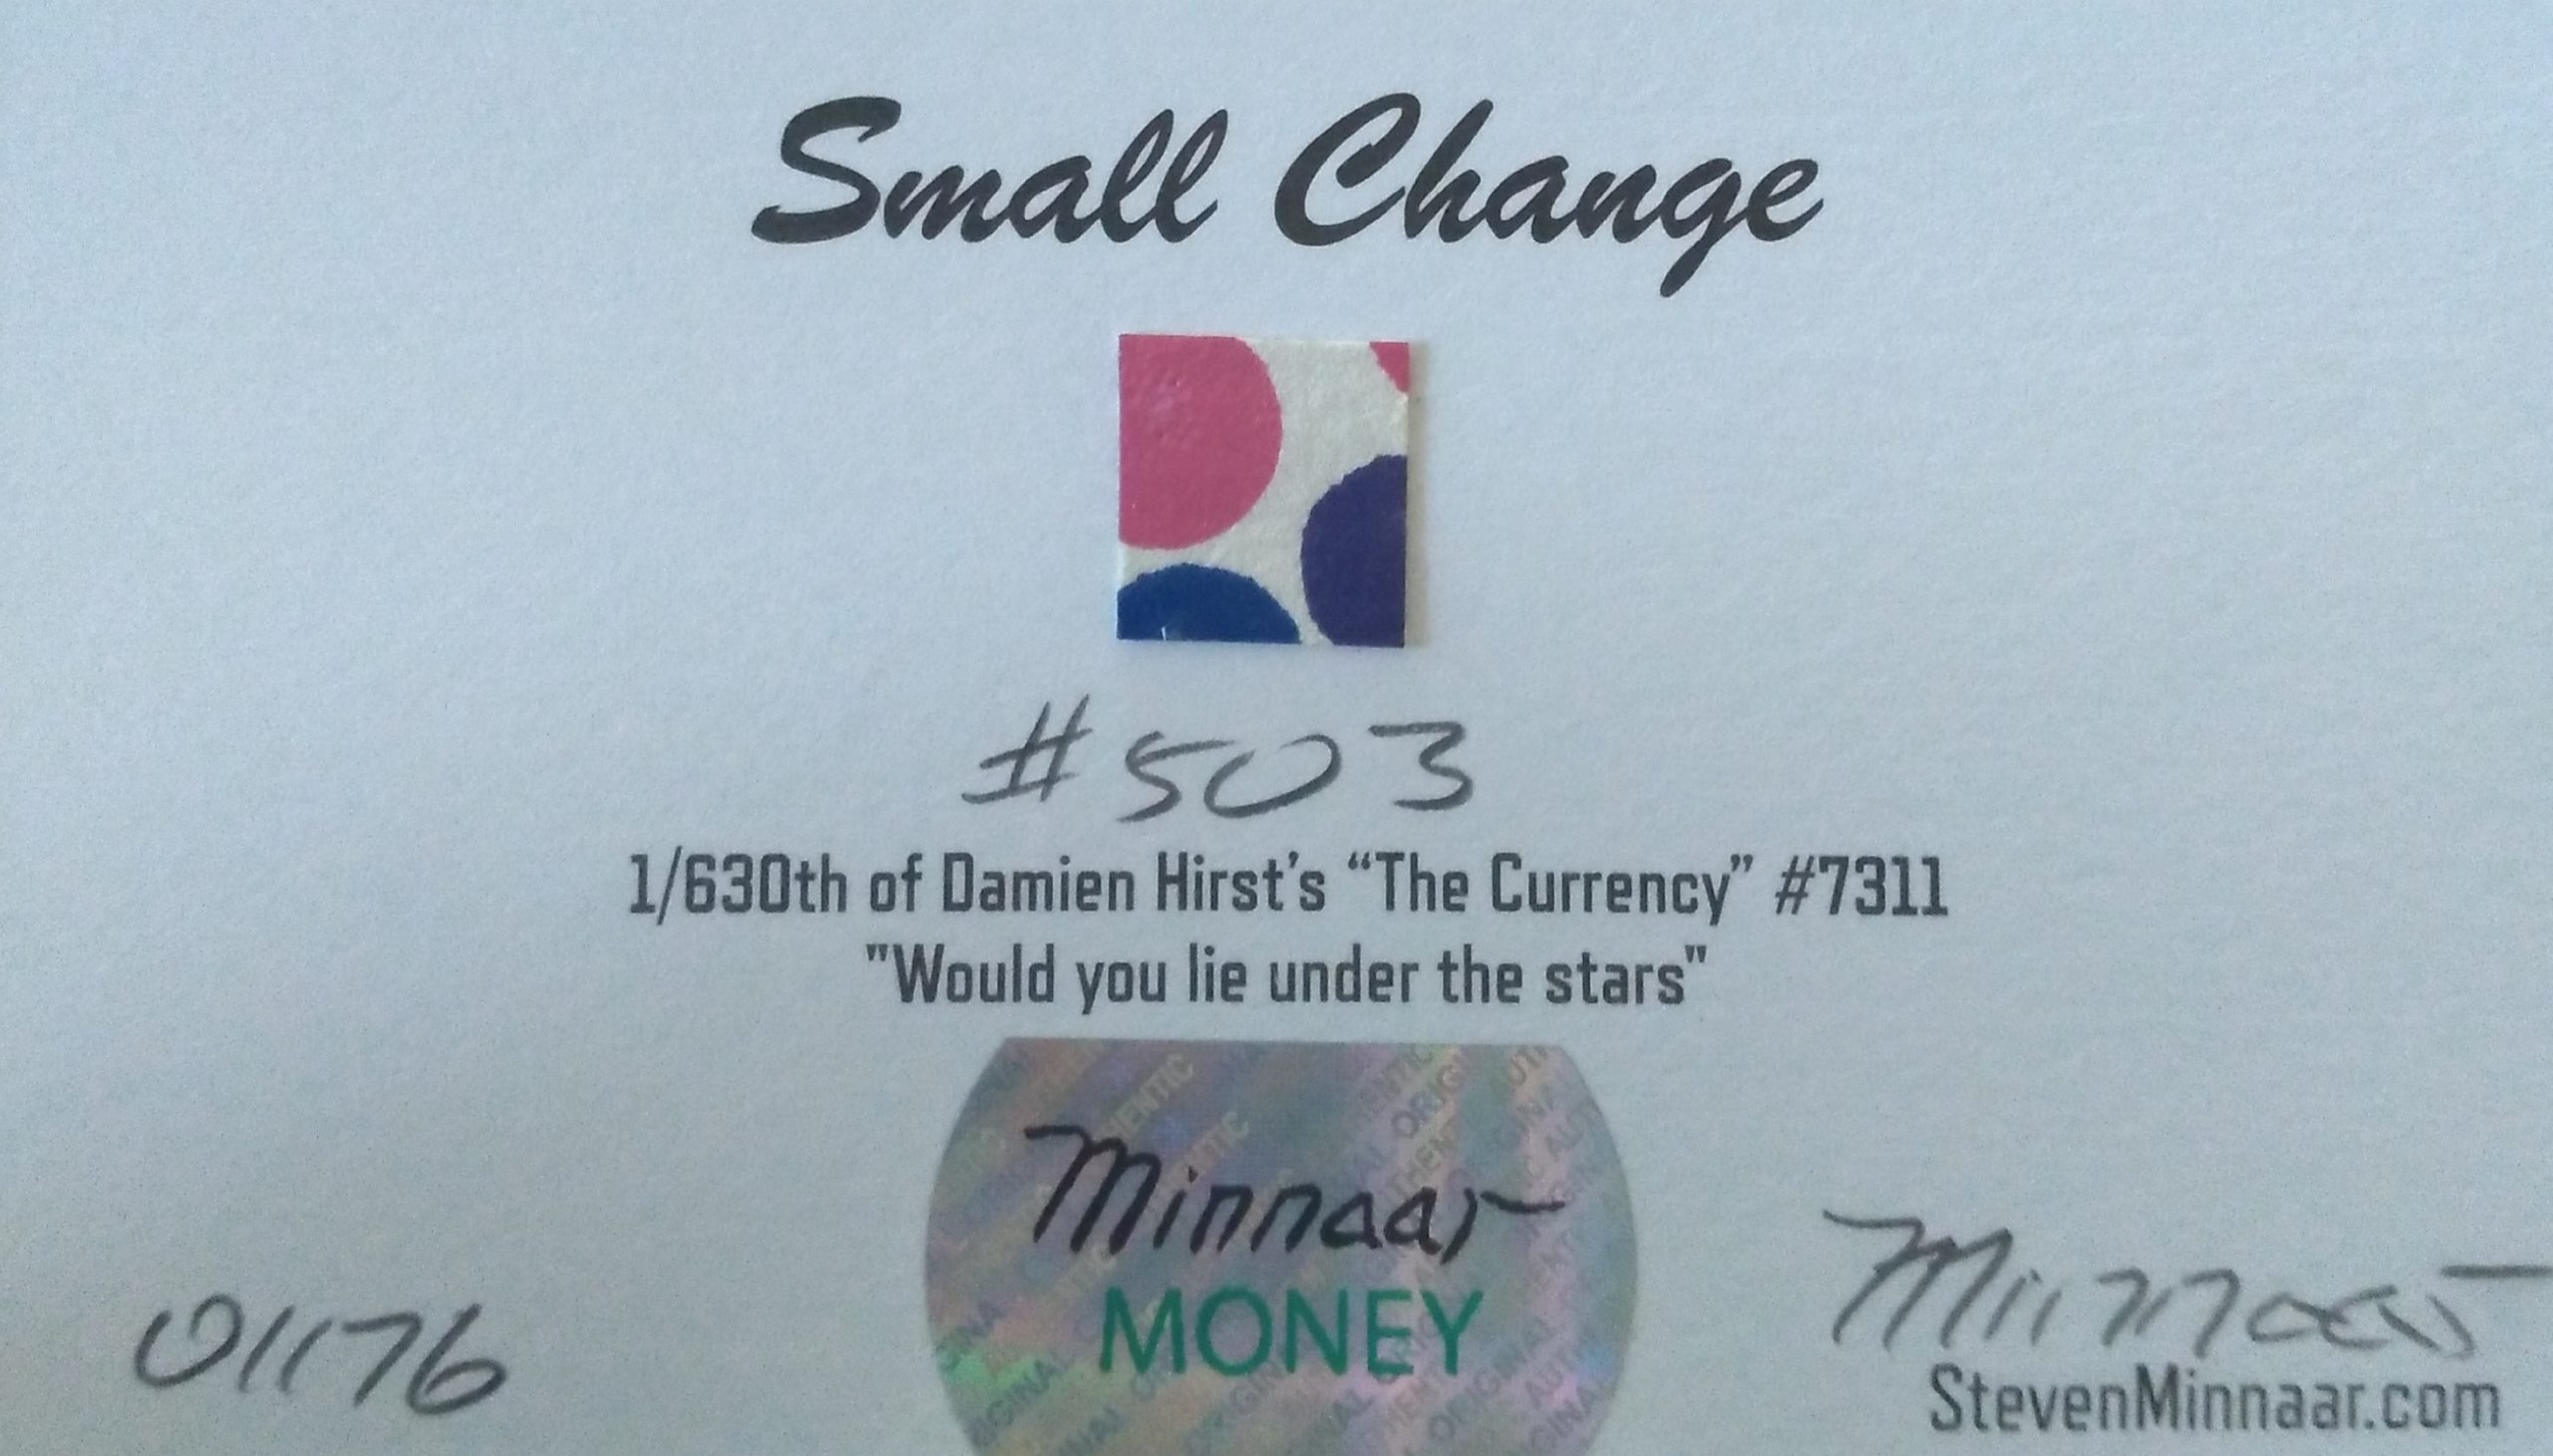 Small Change
#503
1/630th of Damien Hirst's “The Currency” #7311
"Would you lie under the stars"
Minnaar
MONEY
01176
Minnaar
StevenMinnaar.com